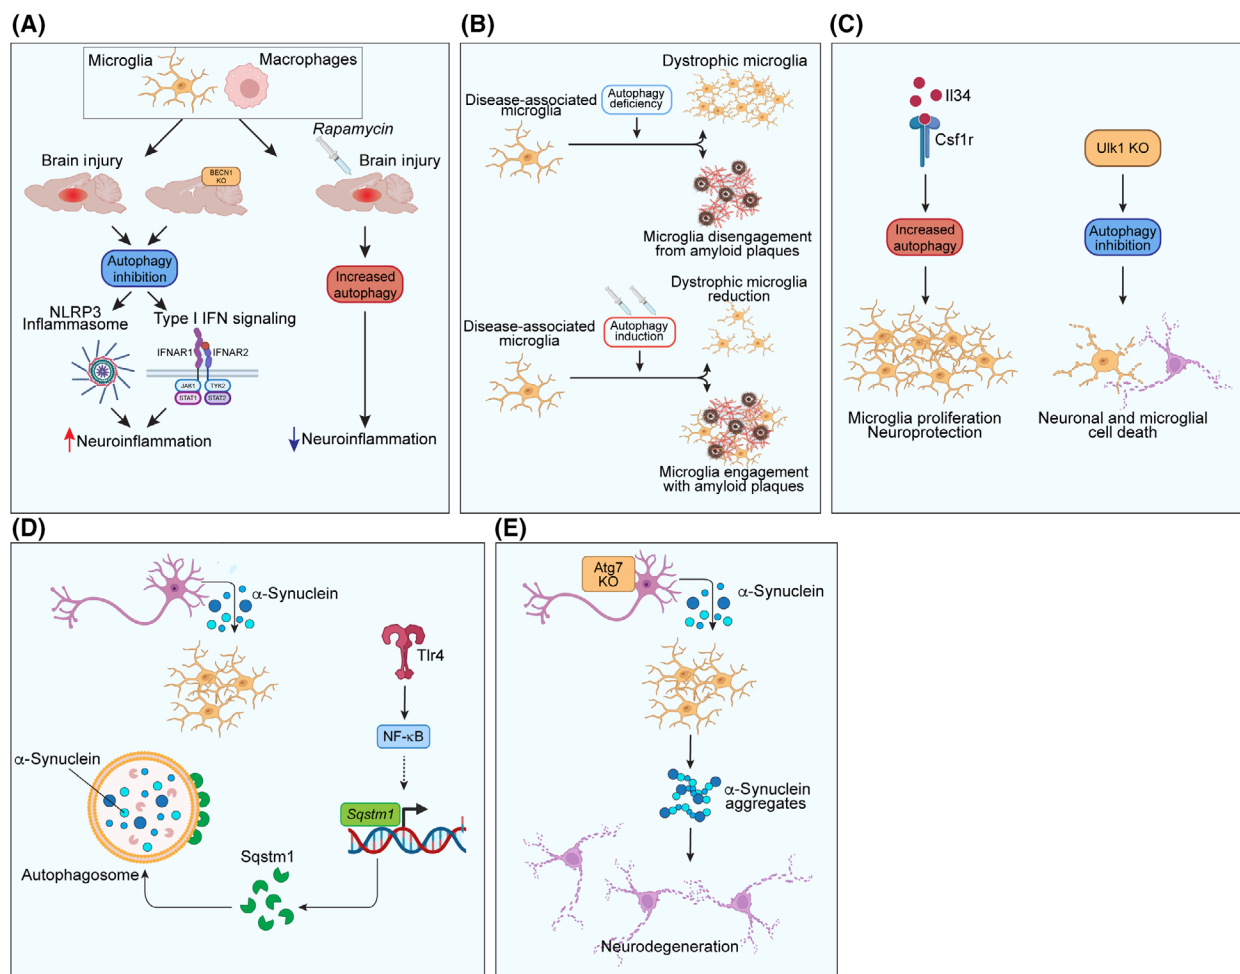 (A)
Microglia
Macrophages
Rapamycin
Brain injury
BECN1
KO
Brain injury
Autophagy
inhibition
Increased
autophagy
NLRP3
Inflammasome
Type I IFN signaling
IFNAR1
IFNAR2
JAK1
TYK2
STAT1
STAT2
Neuroinflammation
Neuroinflammation
(B)
Dystrophic microglia
Autophagy
deficiency
Disease-associated
microglia
Microglia disengagement
from amyloid plaques
Dystrophic microglia
reduction
Autophagy
induction
Disease-associated
microglia
Microglia engagement
with amyloid plaques
(C)
Il34
Csf1r
Ulk1 KO
Increased
autophagy
Autophagy
inhibition
Microglia proliferation
Neuroprotection
Neuronal and microglial
cell death
(D)
α-Synuclein
Tlr4
NF-κB
α-Synuclein
Sqstm1
Sqstm1
Autophagosome
(E)
Atg7
KO
α-Synuclein
α-Synuclein
aggregates
Neurodegeneration